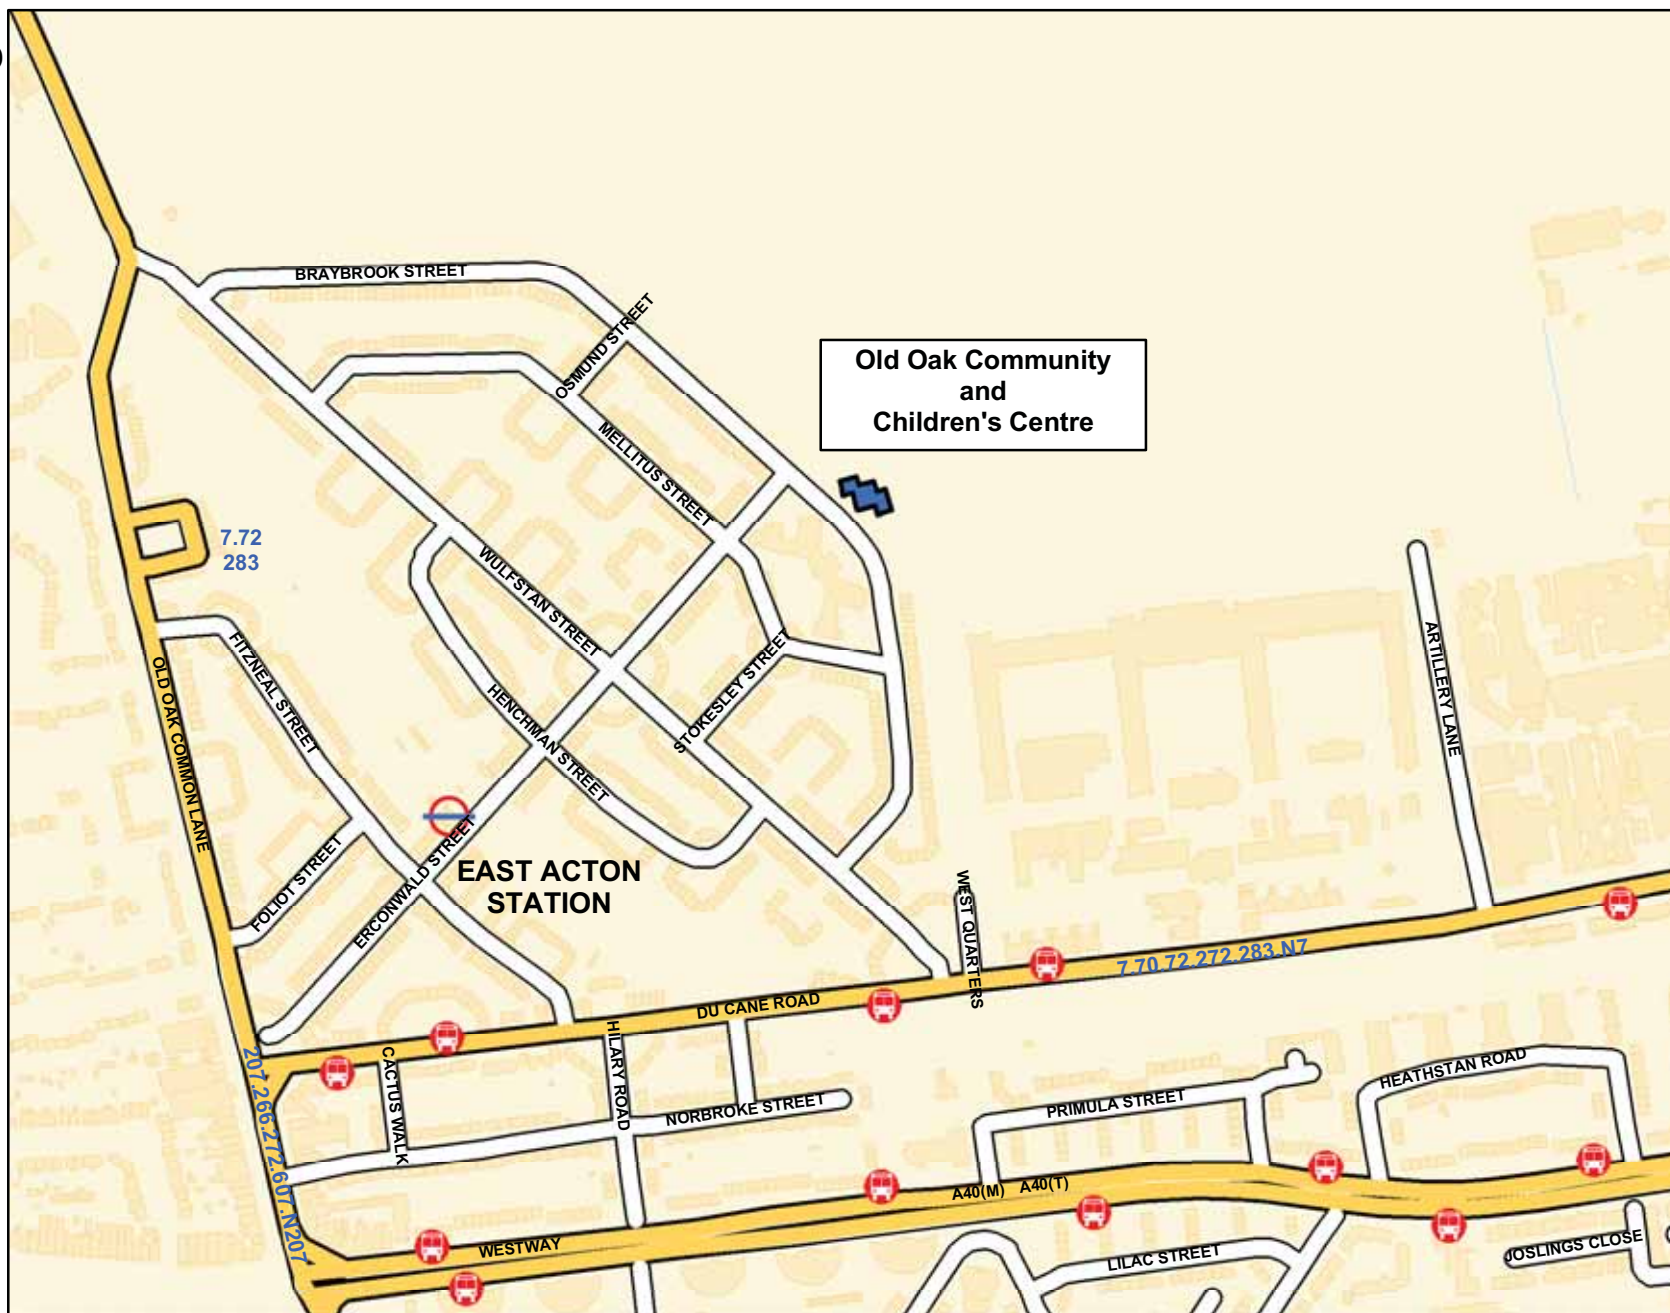 BRAYBROOK STREET
OSMUND STREET
Old Oak Community
and
Children's Centre
MELLITUS STREET
7.72
283
WULFSTAN STREET
FITZNEAL STREET
OLD OAK COMMON LANE
HENCHMAN STREET
STOKESLEY STREET
ARTILLERY LANE
FOLIOT STREET
ERCONWALD STREET
EAST ACTON
STATION
WEST QUARTERS
7.70.72.272.283.N7
DU CANE ROAD
HILARY ROAD
CACTUS WALK
207.266.272.607.N207
NORBROKE STREET
PRIMULA STREET
HEATHSTAN ROAD
A40(M) A40(T)
WESTWAY
LILAC STREET
JOSLINGS CLOSE